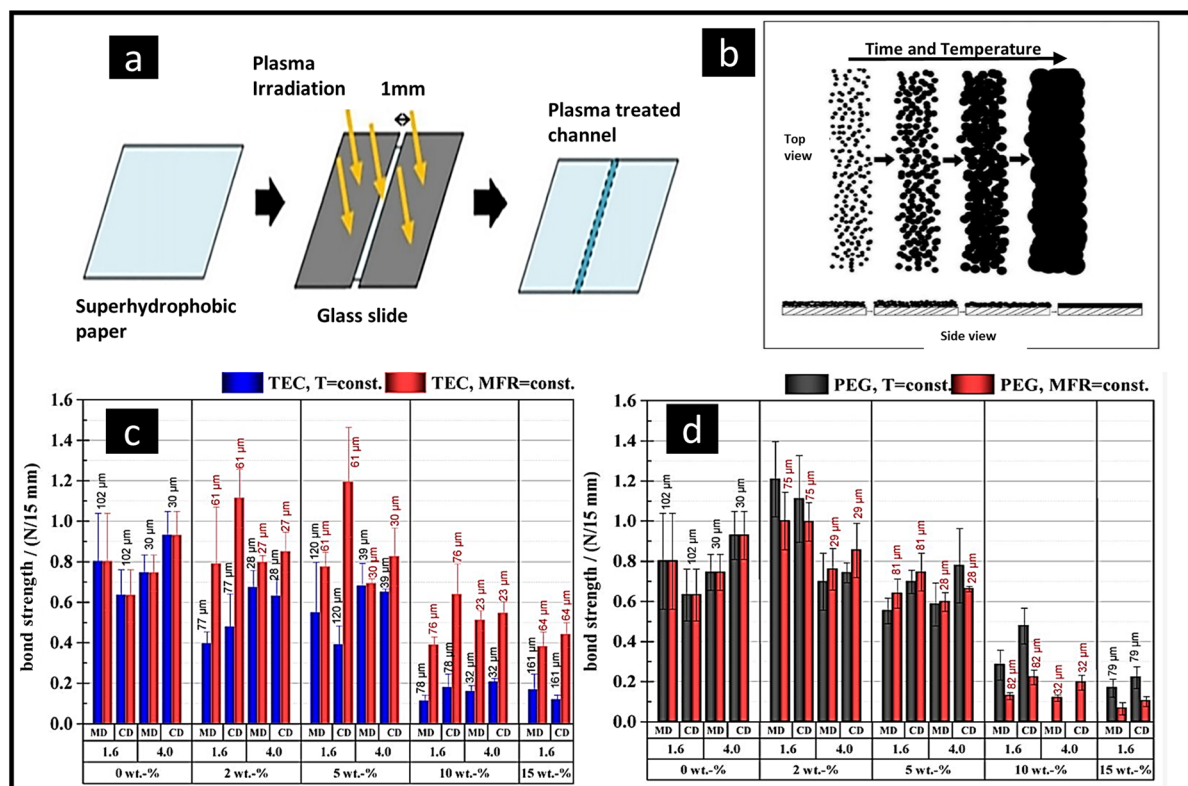 a
Plasma
Irradiation
1mm
Plasma treated
channel
Superhydrophobic
paper
Glass slide
b
Time and Temperature
Top
view
Side view
TEC, T=const. TEC, MFR=const.
c
bond strength / (N/15 mm)
1.6
1.4
1.2
1.0
0.8
0.6
0.4
0.2
0.0
102 µm 102 µm 30 µm 30 µm
77 µm 61 µm 77 µm 61 µm 28 µm 27 µm 28 µm 27 µm
120 µm 61 µm 120 µm 61 µm 39 µm 30 µm 39 µm 30 µm
78 µm 76 µm 78 µm 76 µm 32 µm 23 µm 32 µm 23 µm
161 µm 64 µm 161 µm 64 µm
MD CD MD CD MD CD MD CD MD CD MD CD MD CD MD CD MD CD
1.6 4.0 1.6 4.0 1.6 4.0 1.6 4.0 1.6
0 wt.-% 2 wt.-% 5 wt.-% 10 wt.-% 15 wt.-%
PEG, T=const. PEG, MFR=const.
d
bond strength / (N/15 mm)
1.6
1.4
1.2
1.0
0.8
0.6
0.4
0.2
0.0
102 µm 102 µm 30 µm 30 µm
75 µm 75 µm 29 µm 29 µm
81 µm 81 µm 28 µm 28 µm
82 µm 82 µm 32 µm 32 µm
79 µm 79 µm
MD CD MD CD MD CD MD CD MD CD MD CD MD CD MD CD MD CD
1.6 4.0 1.6 4.0 1.6 4.0 1.6 4.0 1.6
0 wt.-% 2 wt.-% 5 wt.-% 10 wt.-% 15 wt.-%